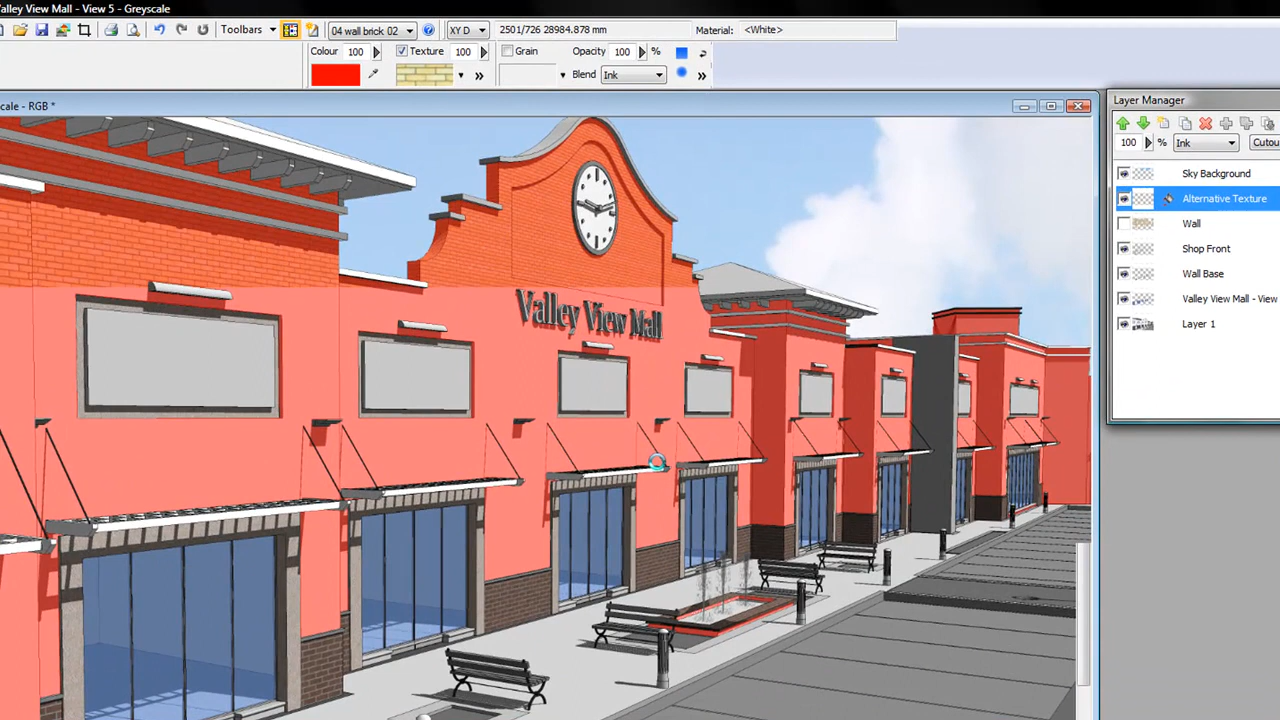 Valley View Mall - View 5 - Greyscale
Toolbars
04 wall brick 02
XY D
2501/726 28984.878 mm
Material: <White>
Colour 100
Texture 100
Grain
Opacity 100 %
Blend Ink
cale - RGB *
Layer Manager
100 % Ink Cutou
Sky Background
Alternative Texture
Wall
Shop Front
Wall Base
Valley View Mall - View
Layer 1
Valley View Mall